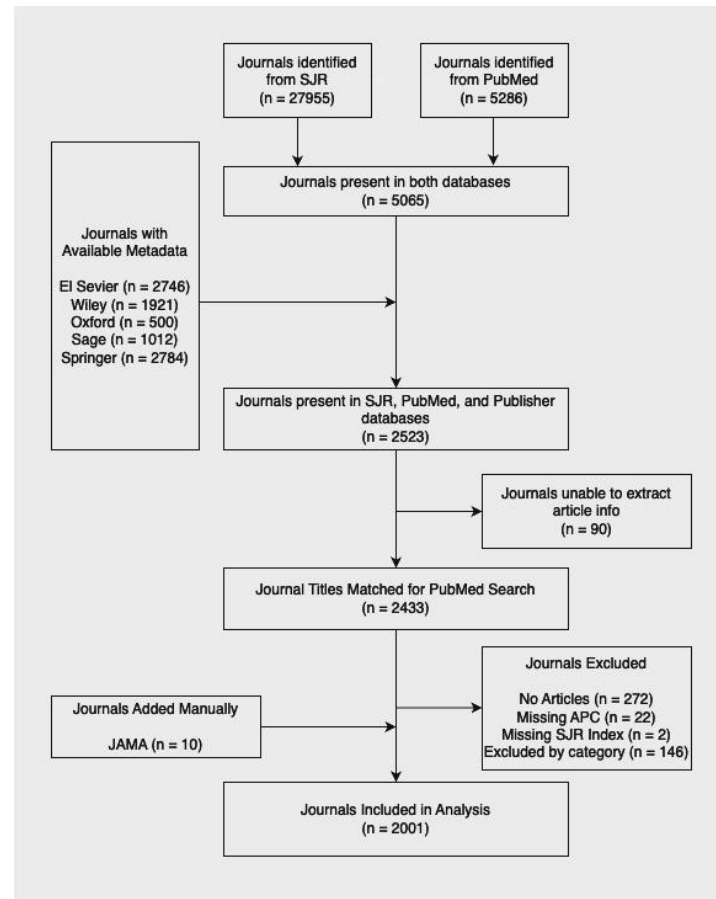 Journals identified
from SJR
(n = 27955)
Journals identified
from PubMed
(n = 5286)
Journals present in both databases
(n = 5065)
Journals with
Available Metadata
El Sevier (n = 2746)
Wiley (n = 1921)
Oxford (n = 500)
Sage (n = 1012)
Springer (n = 2784)
Journals present in SJR, PubMed, and Publisher
databases
(n = 2523)
Journals unable to extract
article info
(n = 90)
Journal Titles Matched for PubMed Search
(n = 2433)
Journals Excluded
No Articles (n = 272)
Missing APC (n = 22)
Missing SJR Index (n = 2)
Excluded by category (n = 146)
Journals Added Manually
JAMA (n = 10)
Journals Included in Analysis
(n = 2001)